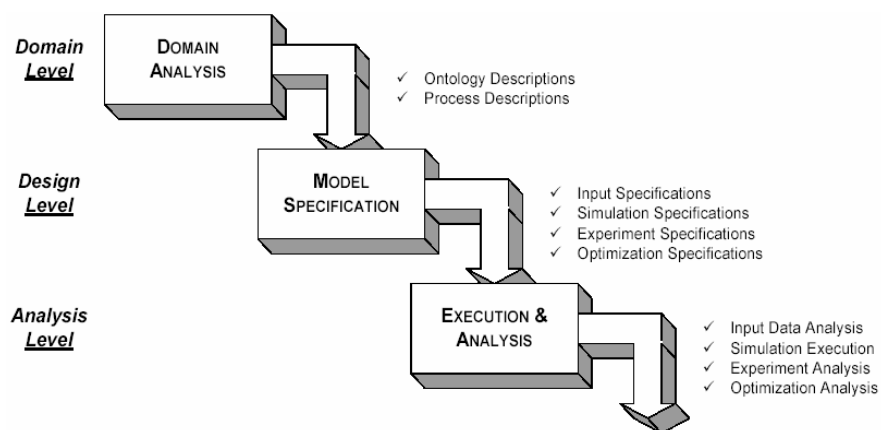 Domain
Level
DOMAIN
ANALYSIS
✓ Ontology Descriptions
✓ Process Descriptions
Design
Level
MODEL
SPECIFICATION
✓ Input Specifications
✓ Simulation Specifications
✓ Experiment Specifications
✓ Optimization Specifications
Analysis
Level
EXECUTION &
ANALYSIS
✓ Input Data Analysis
✓ Simulation Execution
✓ Experiment Analysis
✓ Optimization Analysis